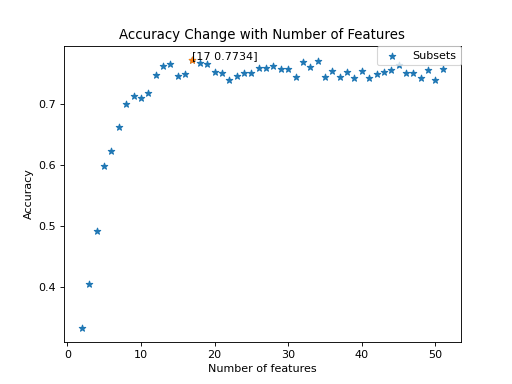 Accuracy Change with Number of Features
[17 0.7734]
Subsets
0.7
0.6
0.5
0.4
Accuracy
0
10
20
30
40
50
Number of features